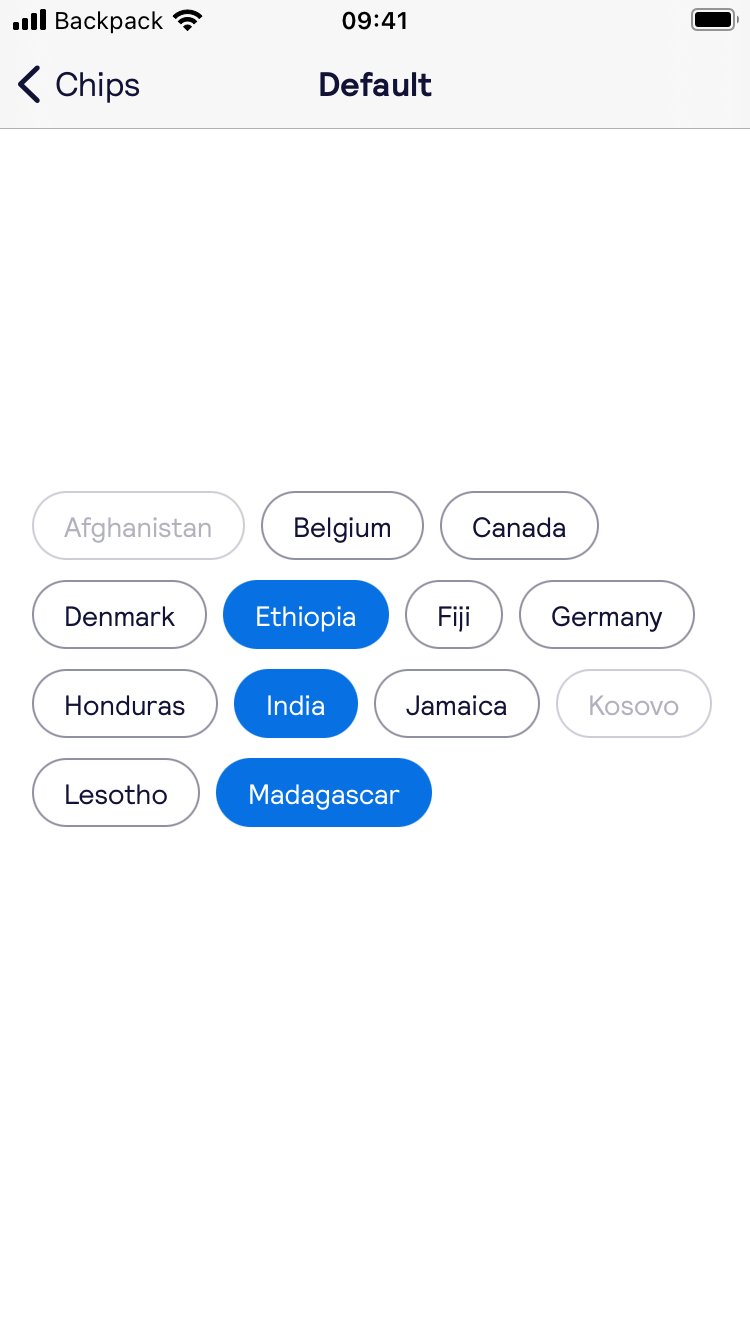 Backpack 09:41
Chips Default
Afghanistan Belgium Canada
Denmark Ethiopia Fiji Germany
Honduras India Jamaica Kosovo
Lesotho Madagascar